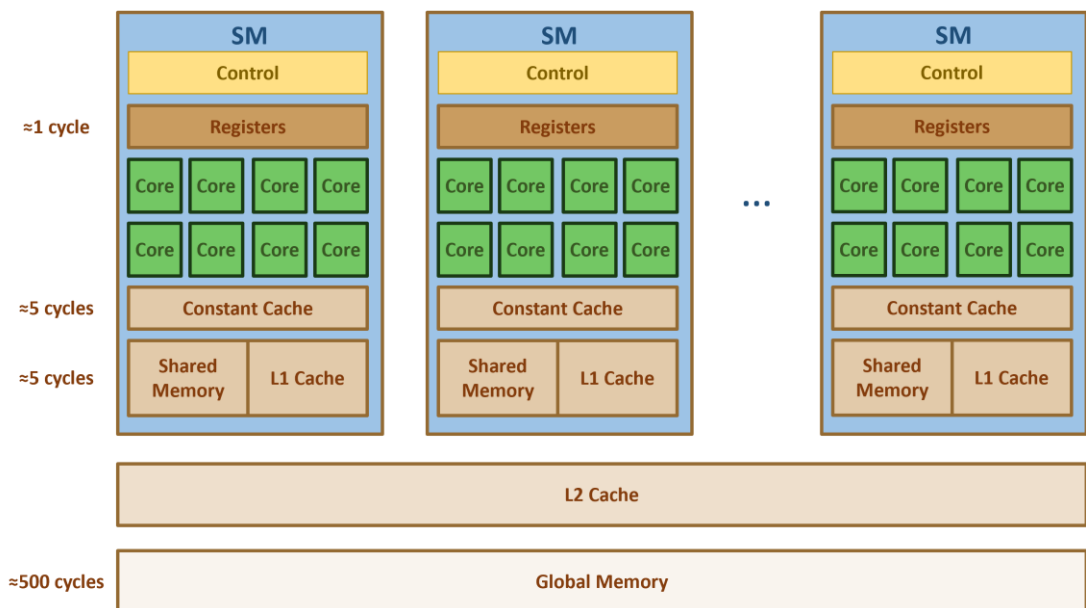 SM SM SM
Control Control Control
≈1 cycle Registers Registers Registers
Core Core Core Core Core Core Core Core ... Core Core Core Core
Core Core Core Core Core Core Core Core Core Core Core Core
≈5 cycles Constant Cache Constant Cache Constant Cache
≈5 cycles Shared Memory L1 Cache Shared Memory L1 Cache Shared Memory L1 Cache
L2 Cache
≈500 cycles Global Memory